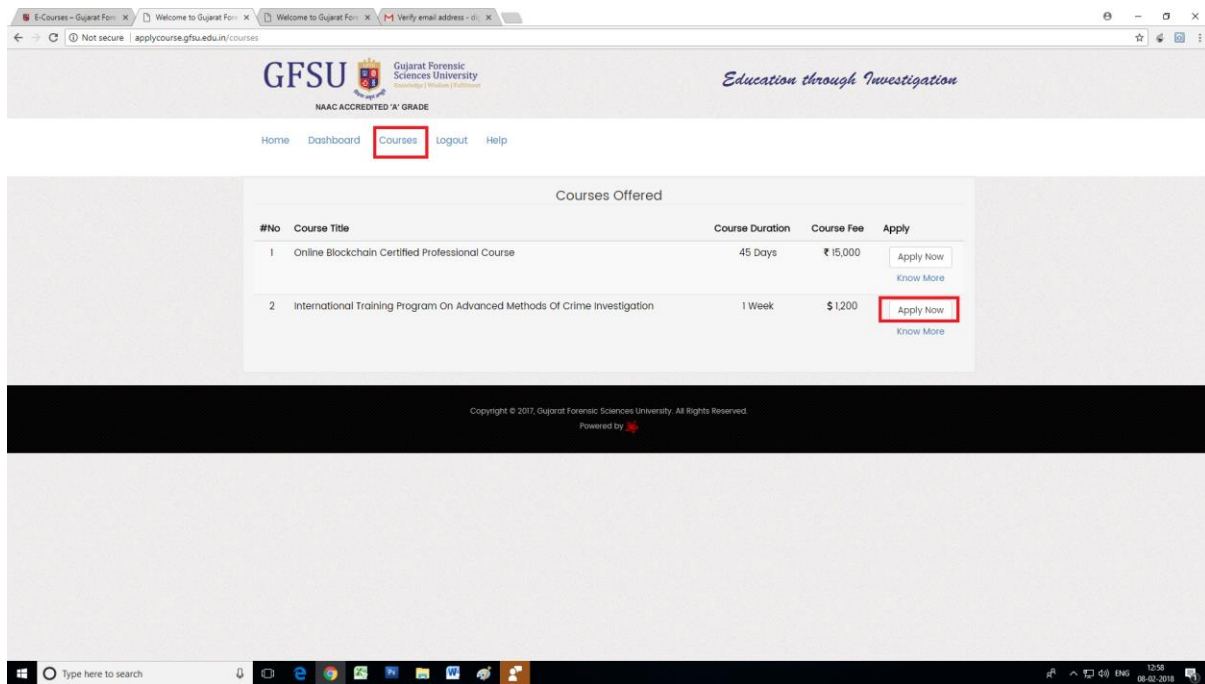 E-Courses – Gujarat Fore
Welcome to Gujarat Fore
Welcome to Gujarat Fore
Verify email address - di
Not secure | applycourse.gfsu.edu.in/courses
GFSU
Gujarat Forensic
Sciences University
Knowledge | Wisdom | Fulfilment
NAAC ACCREDITED 'A' GRADE
Education through Investigation
Home Dashboard Courses Logout Help
Courses Offered
#No Course Title Course Duration Course Fee Apply
1 Online Blockchain Certified Professional Course 45 Days ₹ 15,000 Apply Now
Know More
2 International Training Program On Advanced Methods Of Crime Investigation 1 Week $ 1,200 Apply Now
Know More
Copyright © 2017, Gujarat Forensic Sciences University. All Rights Reserved.
Powered by
Type here to search
ENG
12:58
08-02-2018